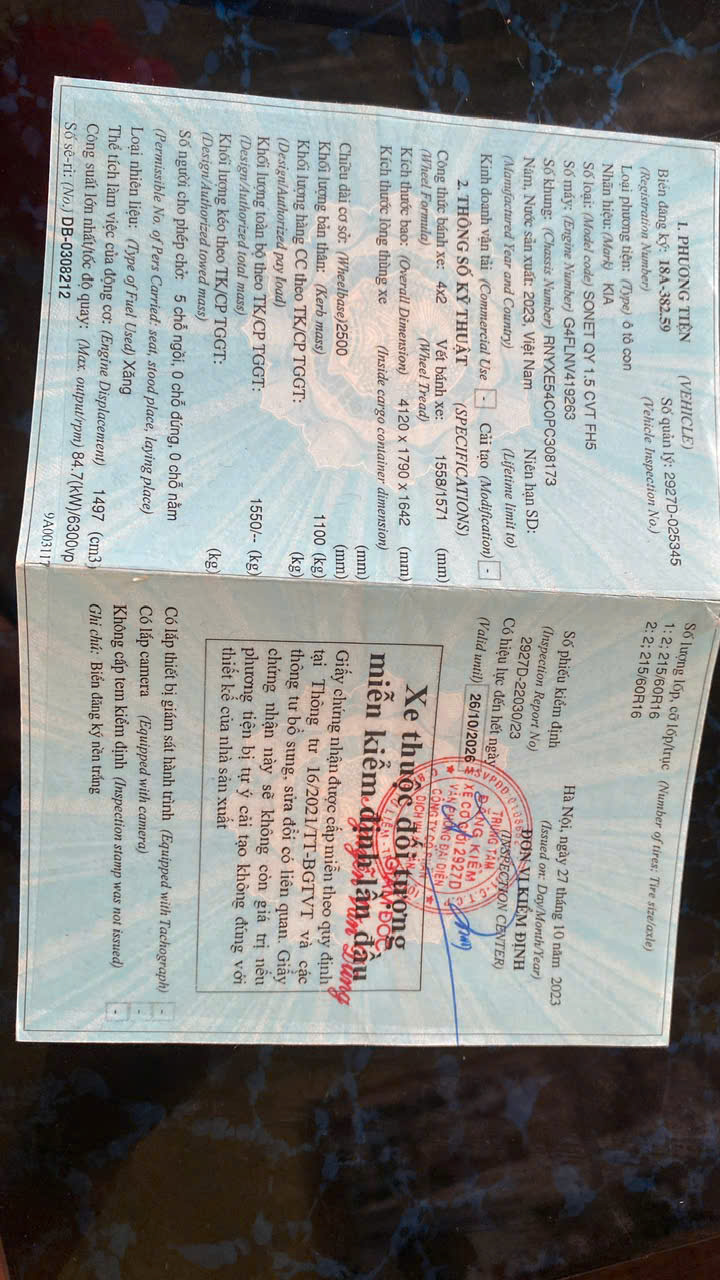 1. PHƯƠNG TIỆN (VEHICLE)
Biển đăng ký: 18A-382.59 Số quản lý: 2927D-025345
(Registration Number) (Vehicle Inspection No.)
Loại phương tiện: (Type) ô tô con
Nhãn hiệu: (Mark) KIA
Số loại: (Model code) SONET QY 1.5 CVT FH5
Số máy: (Engine Number) G4FLNV419263
Số khung: (Chassis Number) RNYXE54C0PC308173
Năm, Nước sản xuất: 2023, Việt Nam Niên hạn SD:
(Manufactured Year and Country) (Lifetime limit to)
Kinh doanh vận tải (Commercial Use) - Cải tạo (Modification) -
2. THÔNG SỐ KỸ THUẬT (SPECIFICATIONS)
Công thức bánh xe: 4x2 Vết bánh xe: 1558/1571 (mm)
(Wheel Formula) (Wheel Tread)
Kích thước bao: (Overall Dimension) 4120 x 1790 x 1642 (mm)
Kích thước lòng thùng xe (Inside cargo container dimension)
(mm)
Chiều dài cơ sở: (Wheelbase)2500 (mm)
Khối lượng bản thân: (Kerb mass) 1100 (kg)
Khối lượng hàng CC theo TK/CP TGGT: (kg)
(Design/Authorized pay load)
Khối lượng toàn bộ theo TK/CP TGGT: 1550/-- (kg)
(Design/Authorized total mass)
Khối lượng kéo theo TK/CP TGGT: (kg)
(Design/Authorized towed mass)
Số người cho phép chở: 5 chỗ ngồi, 0 chỗ đứng, 0 chỗ nằm
(Permissible No. of Pers Carried: seat, stood place, laying place)
Loại nhiên liệu: (Type of Fuel Used) Xăng
Thể tích làm việc của động cơ: (Engine Displacement) 1497 (cm3)
Công suất lớn nhất/tốc độ quay: (Max. ouput/rpm) 84.7(kW)/6300vp
Số sê-ri: (No.) DB-0308212 9A003117
Số lượng lốp, cỡ lốp/trục (Number of tires; Tire size/axle)
1: 2; 215/60R16
2: 2; 215/60R16
Số phiếu kiểm định Hà Nội, ngày 27 tháng 10 năm 2023
(Inspection Report No) (Issued on: Day/Month/Year)
2927D-22030/23 ĐƠN VỊ KIỂM ĐỊNH
Có hiệu lực đến hết ngày (INSPECTION CENTER)
(Valid until) 26/10/2026
TRUNG TÂM
ĐĂNG KIỂM
XE CƠ GIỚI 2927D
VĂN PHÒNG ĐẠI DIỆN
Xe thuộc đối tượng
miễn kiểm định lần đầu
Giấy chứng nhận được cấp miễn theo quy định
tại Thông tư 16/2021/TT-BGTVT và các
thông tư bổ sung, sửa đổi có liên quan. Giấy
chứng nhận này sẽ không còn giá trị nếu
phương tiện bị tự ý cải tạo không đúng với
thiết kế của nhà sản xuất
Có lắp thiết bị giám sát hành trình (Equipped with Tachograph) -
Có lắp camera (Equipped with camera) -
Không cấp tem kiểm định (Inspection stamp was not issued) -
Ghi chú: Biển đăng ký nền trắng